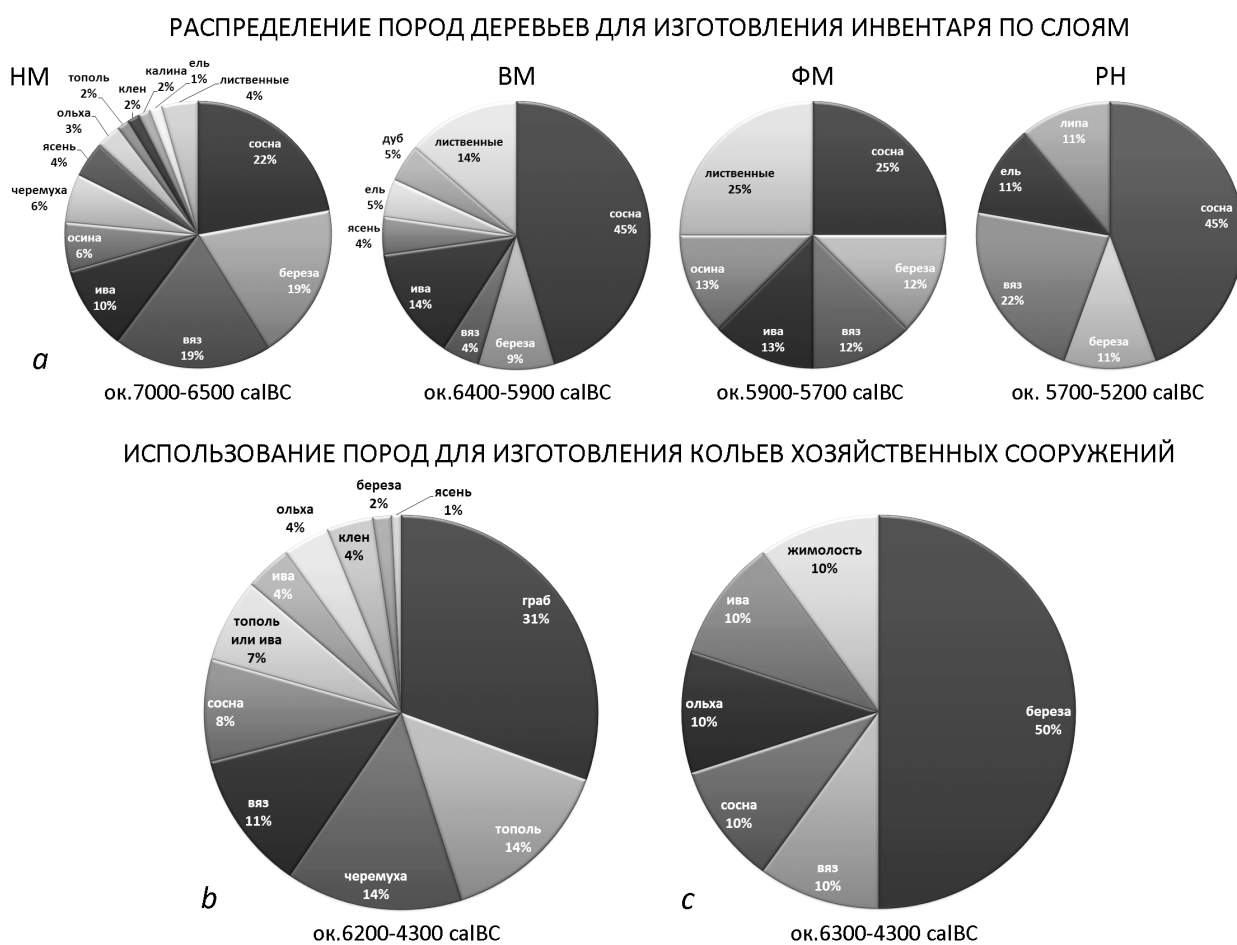 РАСПРЕДЕЛЕНИЕ ПОРОД ДЕРЕВЬЕВ ДЛЯ ИЗГОТОВЛЕНИЯ ИНВЕНТАРЯ ПО СЛОЯМ
НМ
сосна
22%
береза
19%
вяз
19%
ива
10%
осина
6%
черемуха
6%
ясень
4%
ольха
3%
тополь
2%
клен
2%
калина
2%
ель
1%
лиственные
4%
a
ок.7000-6500 calBC
ВМ
сосна
45%
береза
9%
вяз
4%
ива
14%
ясень
4%
ель
5%
дуб
5%
лиственные
14%
ок.6400-5900 calBC
ФМ
сосна
25%
береза
12%
вяз
12%
ива
13%
осина
13%
лиственные
25%
ок.5900-5700 calBC
РН
сосна
45%
береза
11%
вяз
22%
ель
11%
липа
11%
ок. 5700-5200 calBC
ИСПОЛЬЗОВАНИЕ ПОРОД ДЛЯ ИЗГОТОВЛЕНИЯ КОЛЬЕВ ХОЗЯЙСТВЕННЫХ СООРУЖЕНИЙ
граб
31%
тополь
14%
черемуха
14%
вяз
11%
сосна
8%
тополь
или ива
7%
ива
4%
ольха
4%
клен
4%
береза
2%
ясень
1%
b
ок.6200-4300 calBC
береза
50%
вяз
10%
сосна
10%
ольха
10%
ива
10%
жимолость
10%
c
ок.6300-4300 calBC